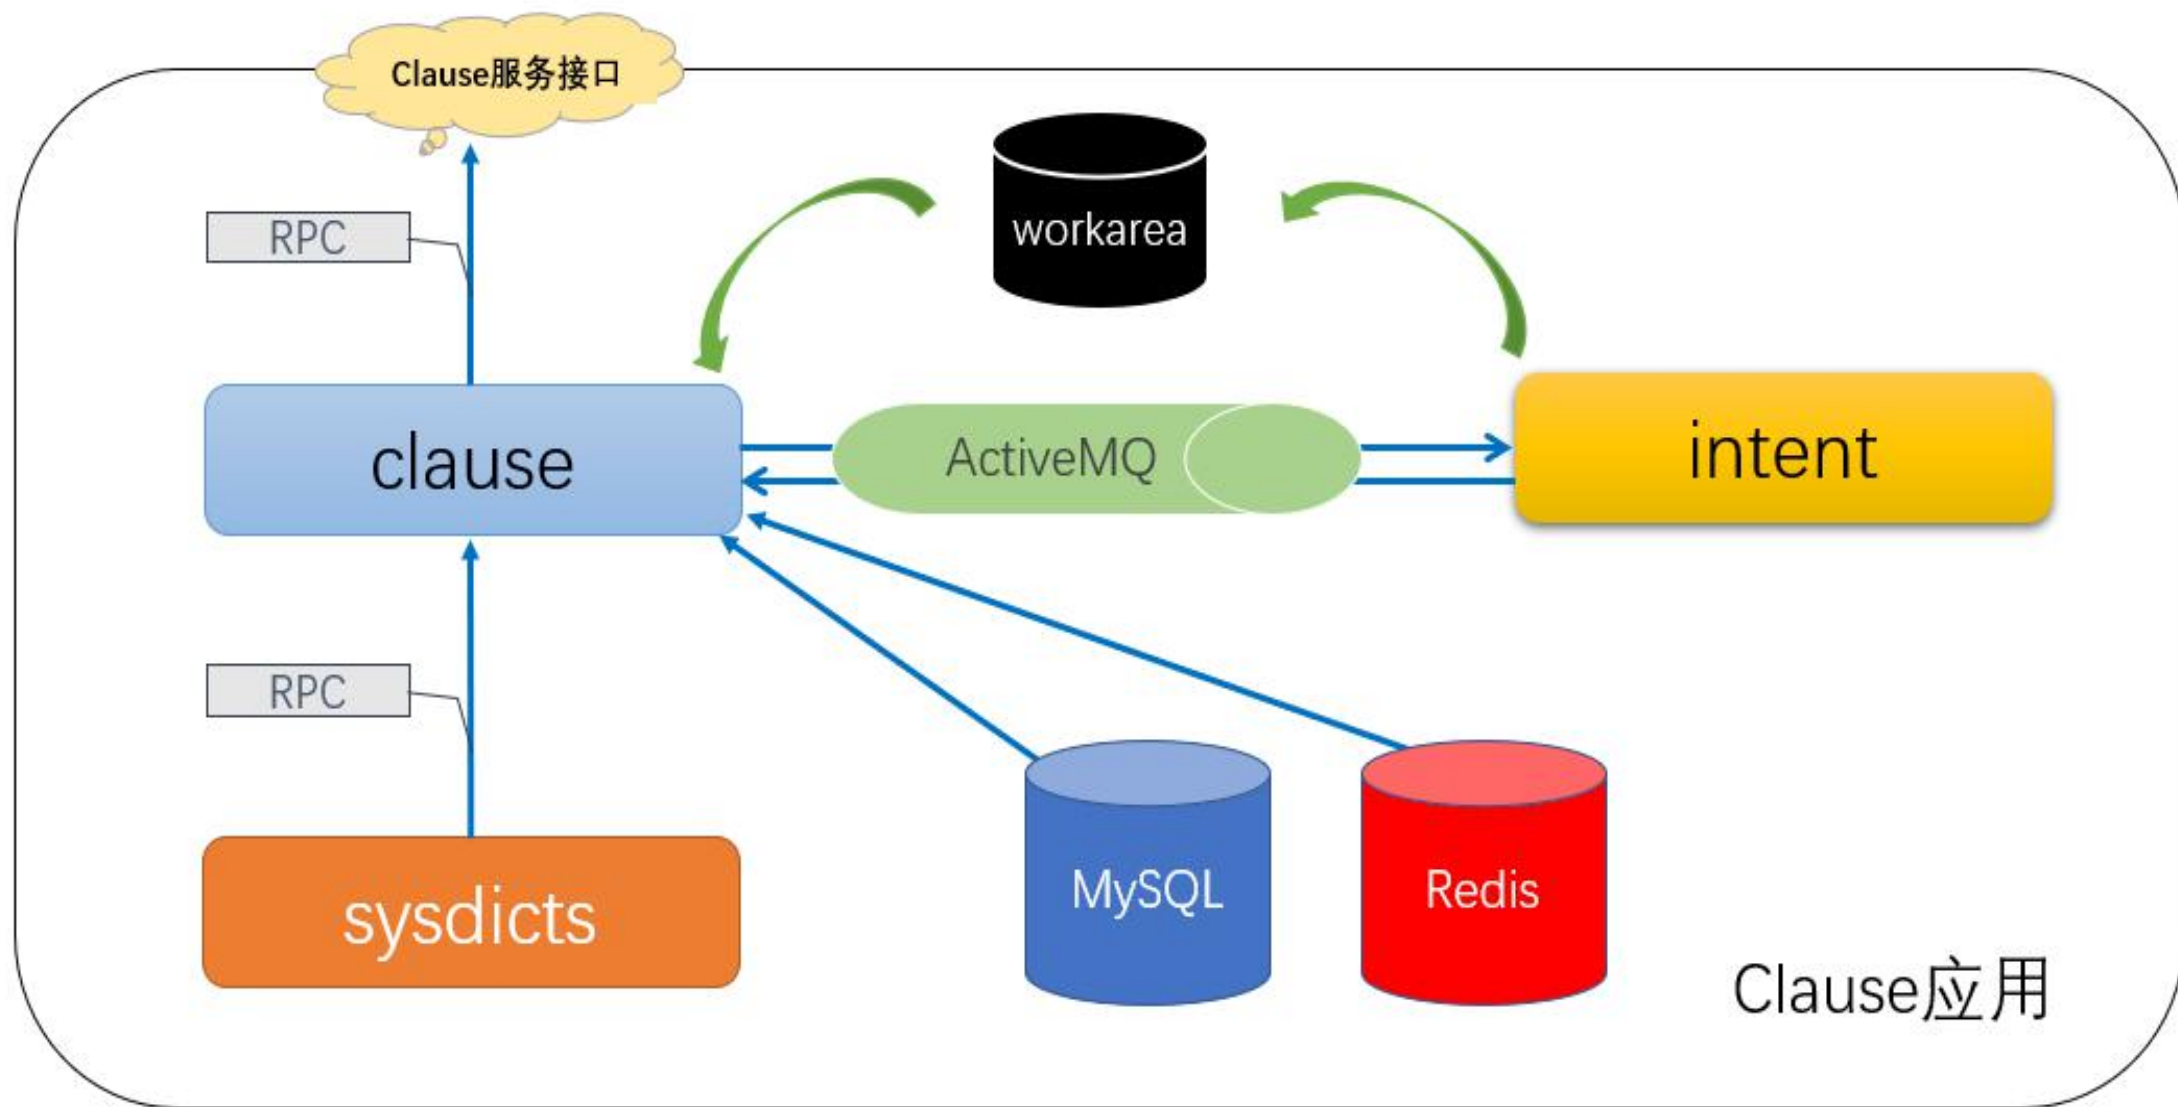 Clause服务接口
RPC
workarea
clause
ActiveMQ
intent
RPC
sysdicts
MySQL
Redis
Clause应用